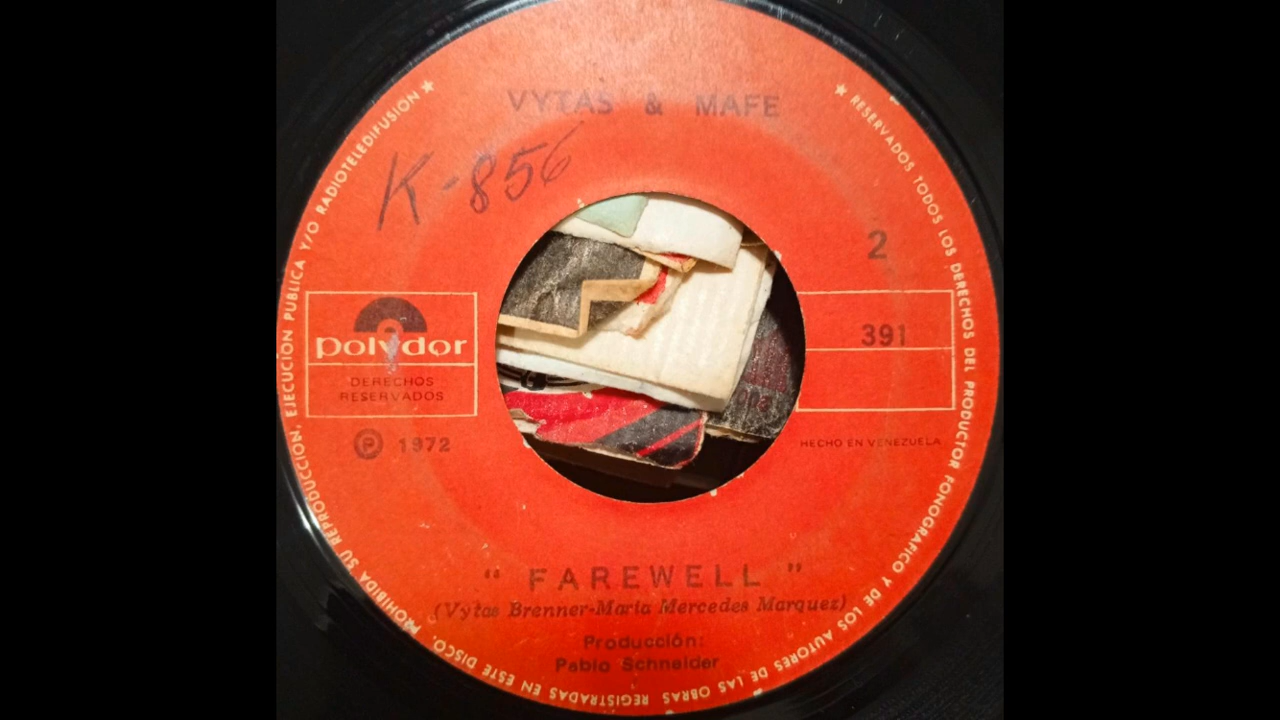 VYTAS & MAFE
K-856
2
polydor
DERECHOS
RESERVADOS
391
℗ 1972
HECHO EN VENEZUELA
" FAREWELL "
(Vytas Brenner-Maria Mercedes Marquez)
Producción:
Pablo Schneider
★ RESERVADOS TODOS LOS DERECHOS DEL PRODUCTOR FONOGRAFICO Y DE LOS AUTORES DE LAS OBRAS REGISTRADAS EN ESTE DISCO. PROHIBIDA SU REPRODUCCION, EJECUCION PUBLICA Y/O RADIOTELEDIFUSION ★